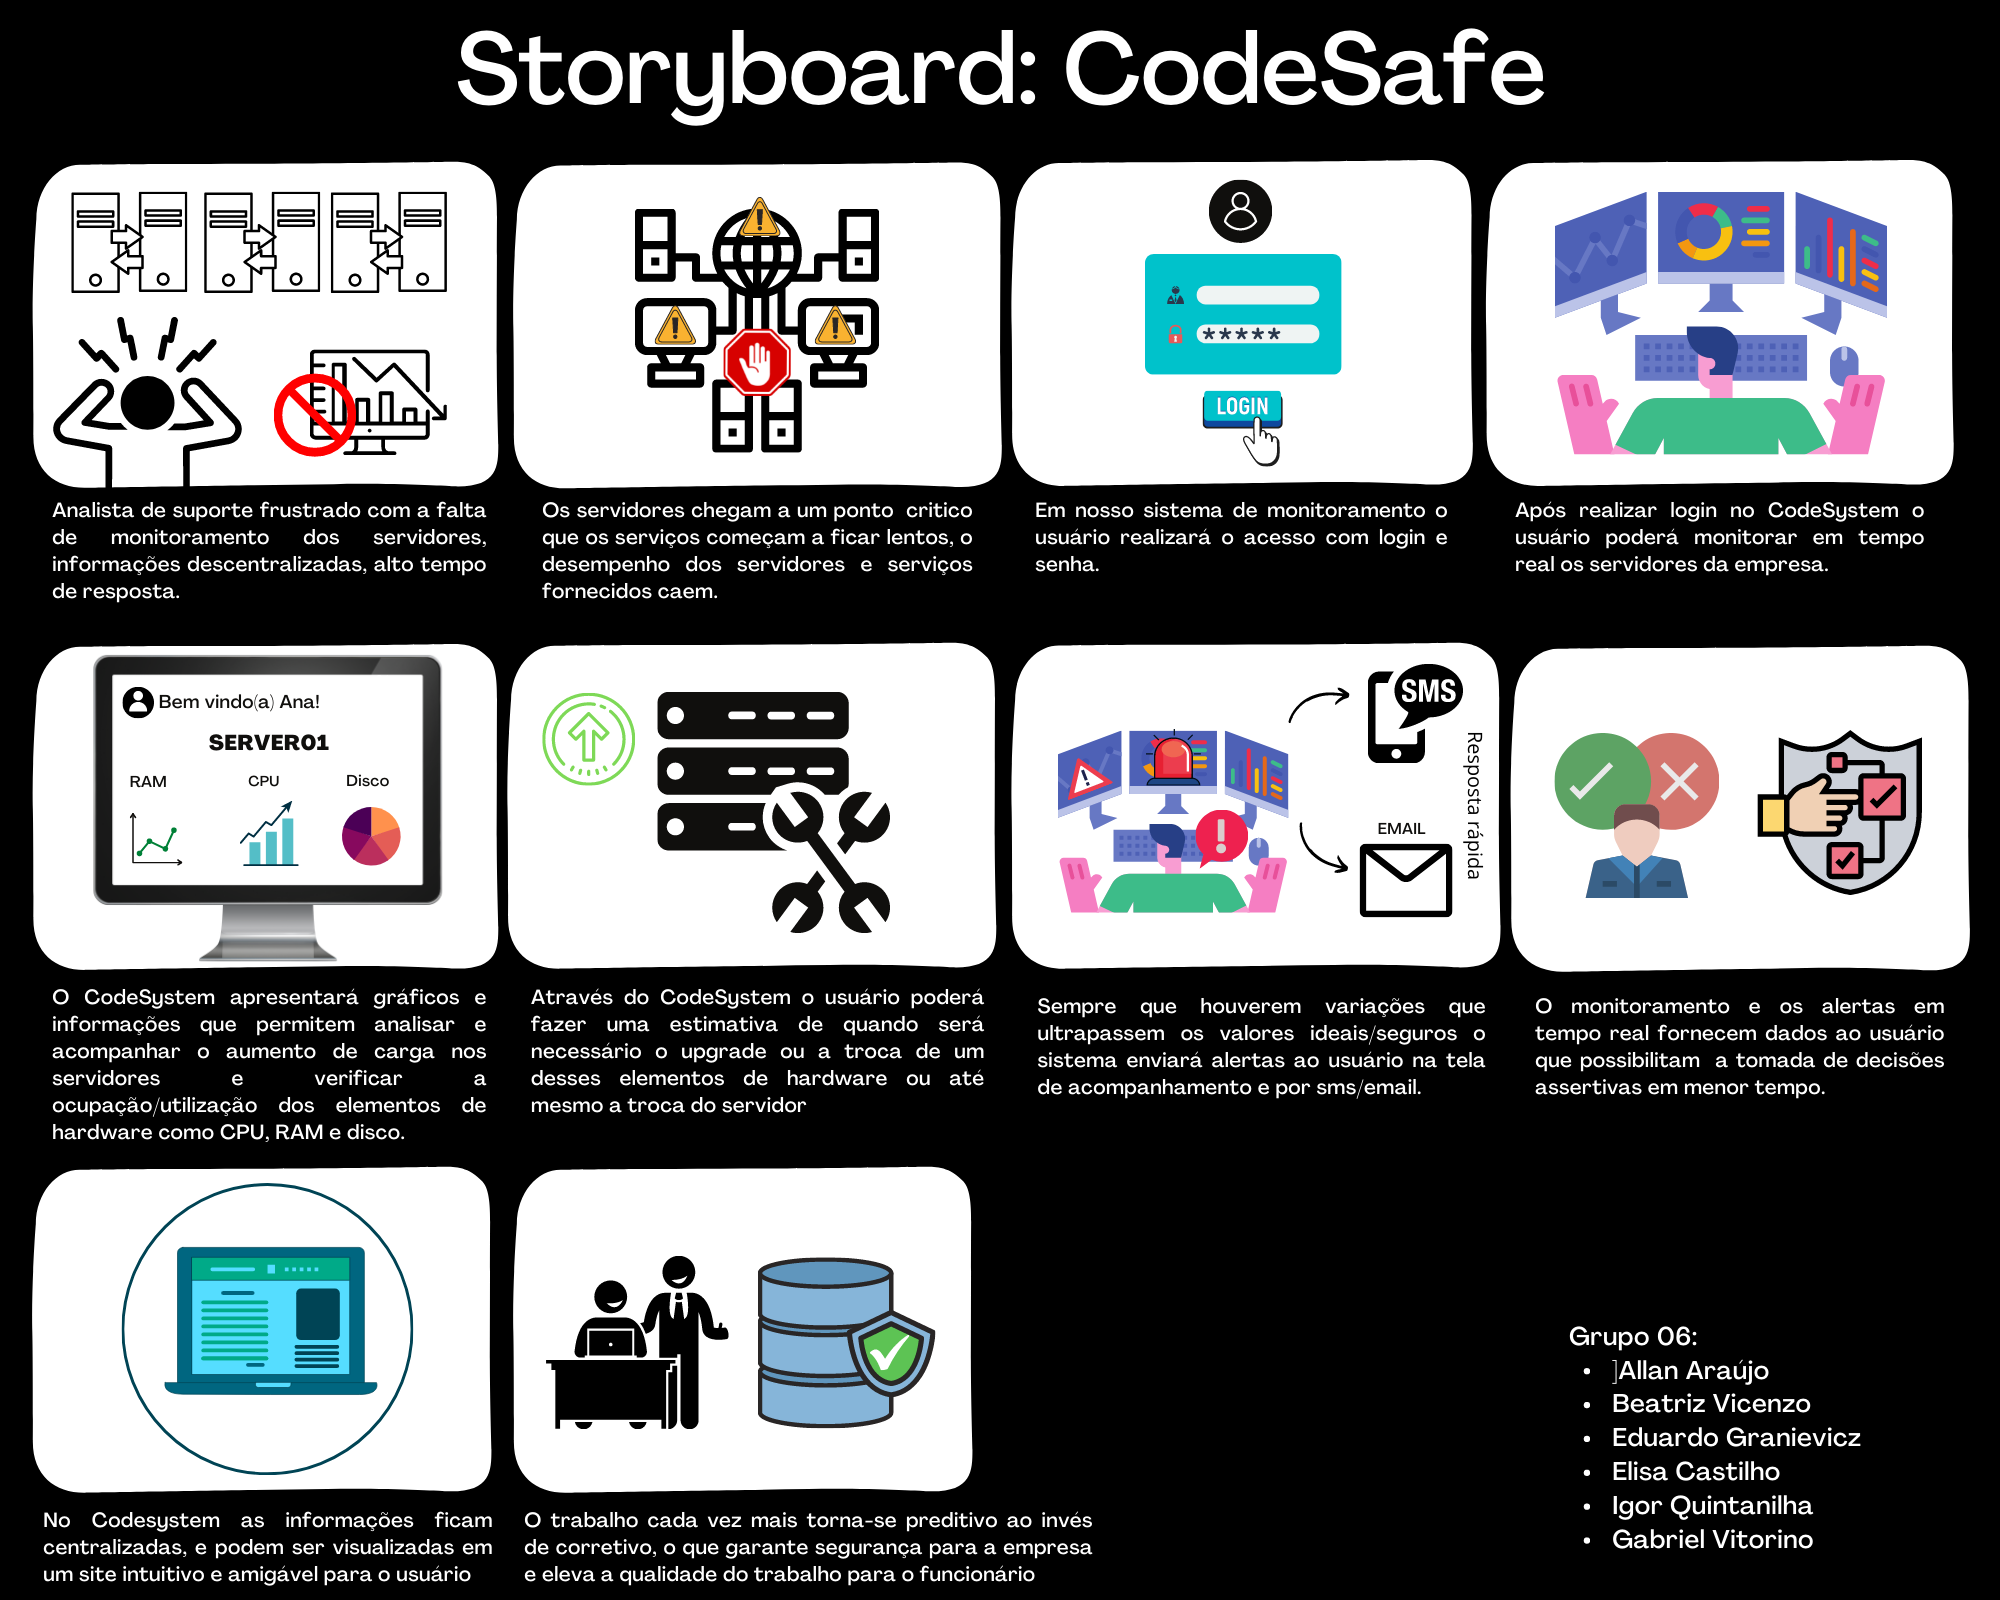 Storyboard: CodeSafe
*****
LOGIN
Analista de suporte frustrado com a falta
de monitoramento dos servidores,
informações descentralizadas, alto tempo
de resposta.
Os servidores chegam a um ponto critico
que os serviços começam a ficar lentos, o
desempenho dos servidores e serviços
fornecidos caem.
Em nosso sistema de monitoramento o
usuário realizará o acesso com login e
senha.
Após realizar login no CodeSystem o
usuário poderá monitorar em tempo
real os servidores da empresa.
Bem vindo(a) Ana!
SERVER01
RAM
CPU
Disco
SMS
EMAIL
Resposta rápida
O CodeSystem apresentará gráficos e
informações que permitem analisar e
acompanhar o aumento de carga nos
servidores e verificar a
ocupação/utilização dos elementos de
hardware como CPU, RAM e disco.
Através do CodeSystem o usuário poderá
fazer uma estimativa de quando será
necessário o upgrade ou a troca de um
desses elementos de hardware ou até
mesmo a troca do servidor
Sempre que houverem variações que
ultrapassem os valores ideais/seguros o
sistema enviará alertas ao usuário na tela
de acompanhamento e por sms/email.
O monitoramento e os alertas em
tempo real fornecem dados ao usuário
que possibilitam a tomada de decisões
assertivas em menor tempo.
No Codesystem as informações ficam
centralizadas, e podem ser visualizadas em
um site intuitivo e amigável para o usuário
O trabalho cada vez mais torna-se preditivo ao invés
de corretivo, o que garante segurança para a empresa
e eleva a qualidade do trabalho para o funcionário
Grupo 06:
• ]Allan Araújo
• Beatriz Vicenzo
• Eduardo Granievicz
• Elisa Castilho
• Igor Quintanilha
• Gabriel Vitorino